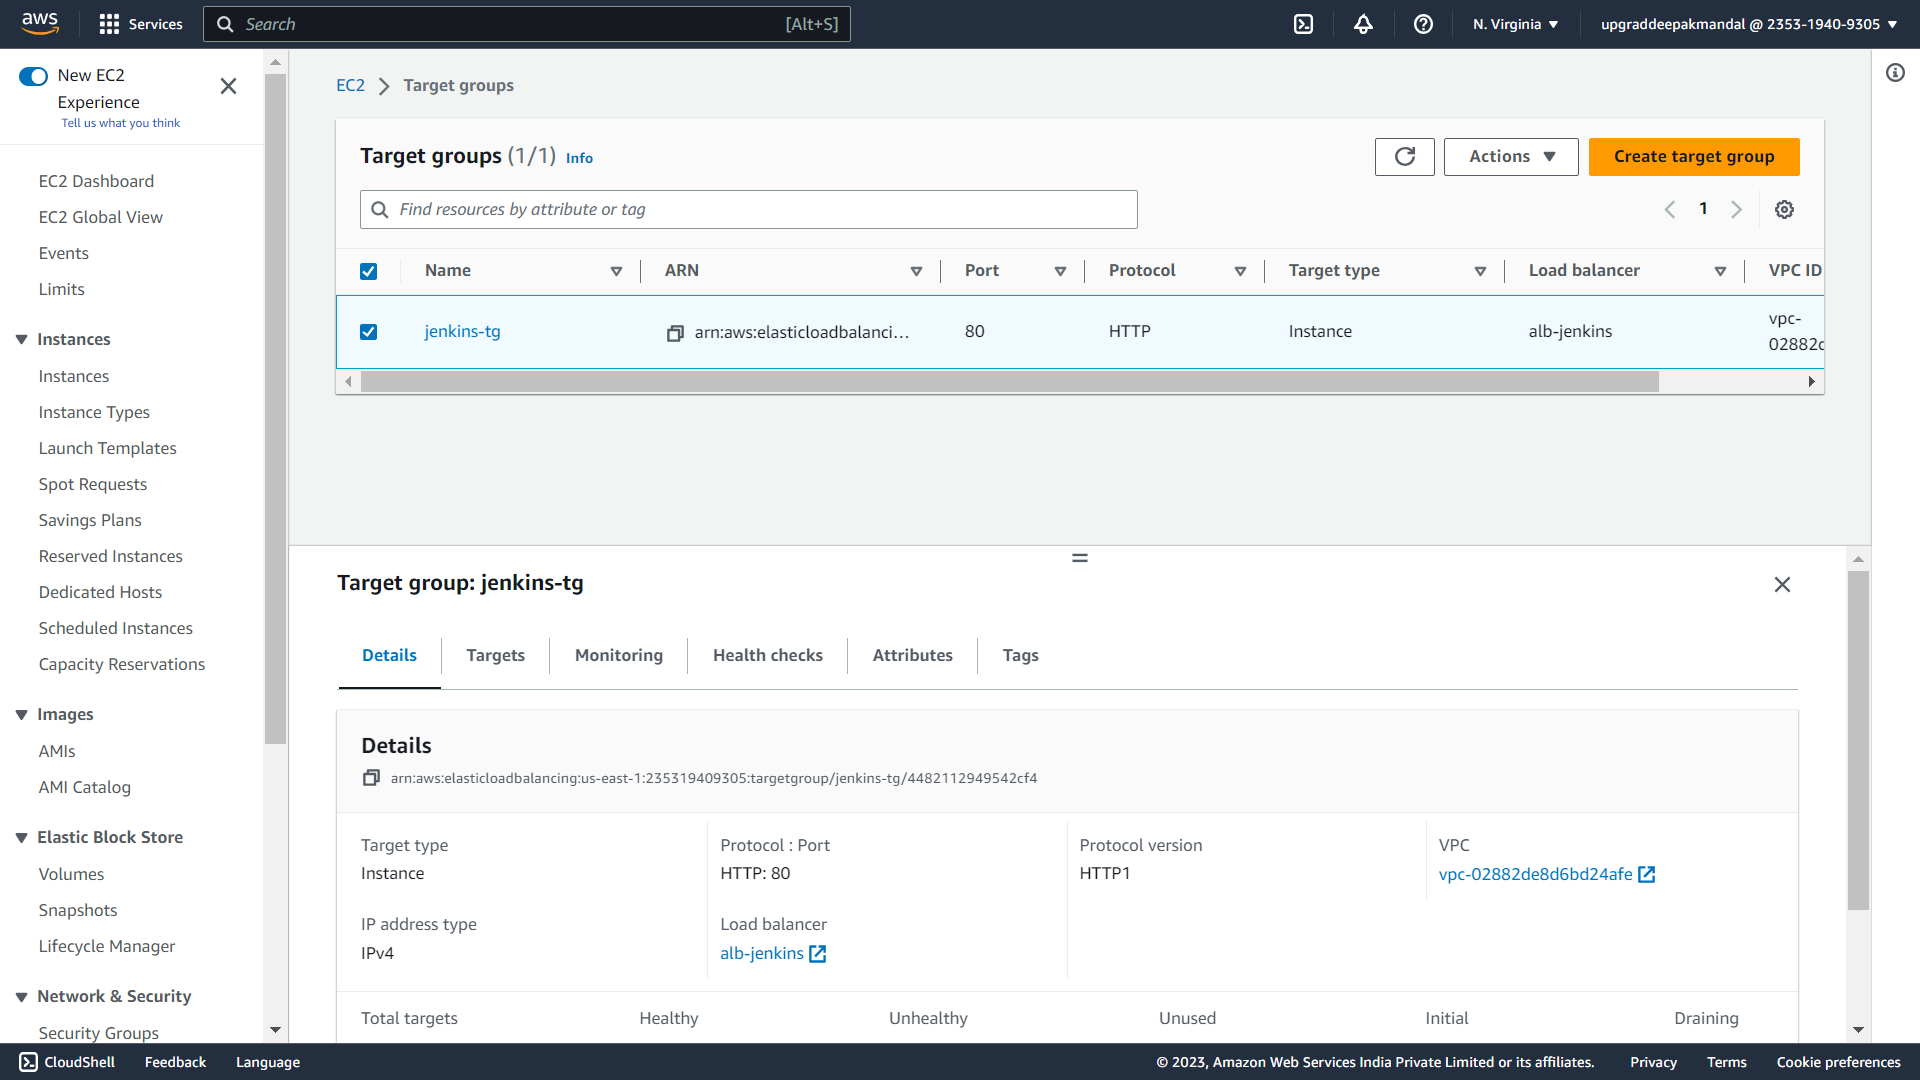 aws
Services
Search
[Alt+S]
N. Virginia
upgraddeepakmandal @ 2353-1940-9305
New EC2
Experience
Tell us what you think
EC2 Dashboard
EC2 Global View
Events
Limits
Instances
Instances
Instance Types
Launch Templates
Spot Requests
Savings Plans
Reserved Instances
Dedicated Hosts
Scheduled Instances
Capacity Reservations
Images
AMIs
AMI Catalog
Elastic Block Store
Volumes
Snapshots
Lifecycle Manager
Network & Security
Security Groups
EC2 Target groups
Target groups (1/1) Info
Actions
Create target group
Find resources by attribute or tag
1
Name ARN Port Protocol Target type Load balancer VPC ID
jenkins-tg arn:aws:elasticloadbalanci... 80 HTTP Instance alb-jenkins vpc-
02882d
Target group: jenkins-tg
Details Targets Monitoring Health checks Attributes Tags
Details
arn:aws:elasticloadbalancing:us-east-1:235319409305:targetgroup/jenkins-tg/4482112949542cf4
Target type Protocol : Port Protocol version VPC
Instance HTTP: 80 HTTP1 vpc-02882de8d6bd24afe
IP address type Load balancer
IPv4 alb-jenkins
Total targets Healthy Unhealthy Unused Initial Draining
CloudShell Feedback Language © 2023, Amazon Web Services India Private Limited or its affiliates. Privacy Terms Cookie preferences